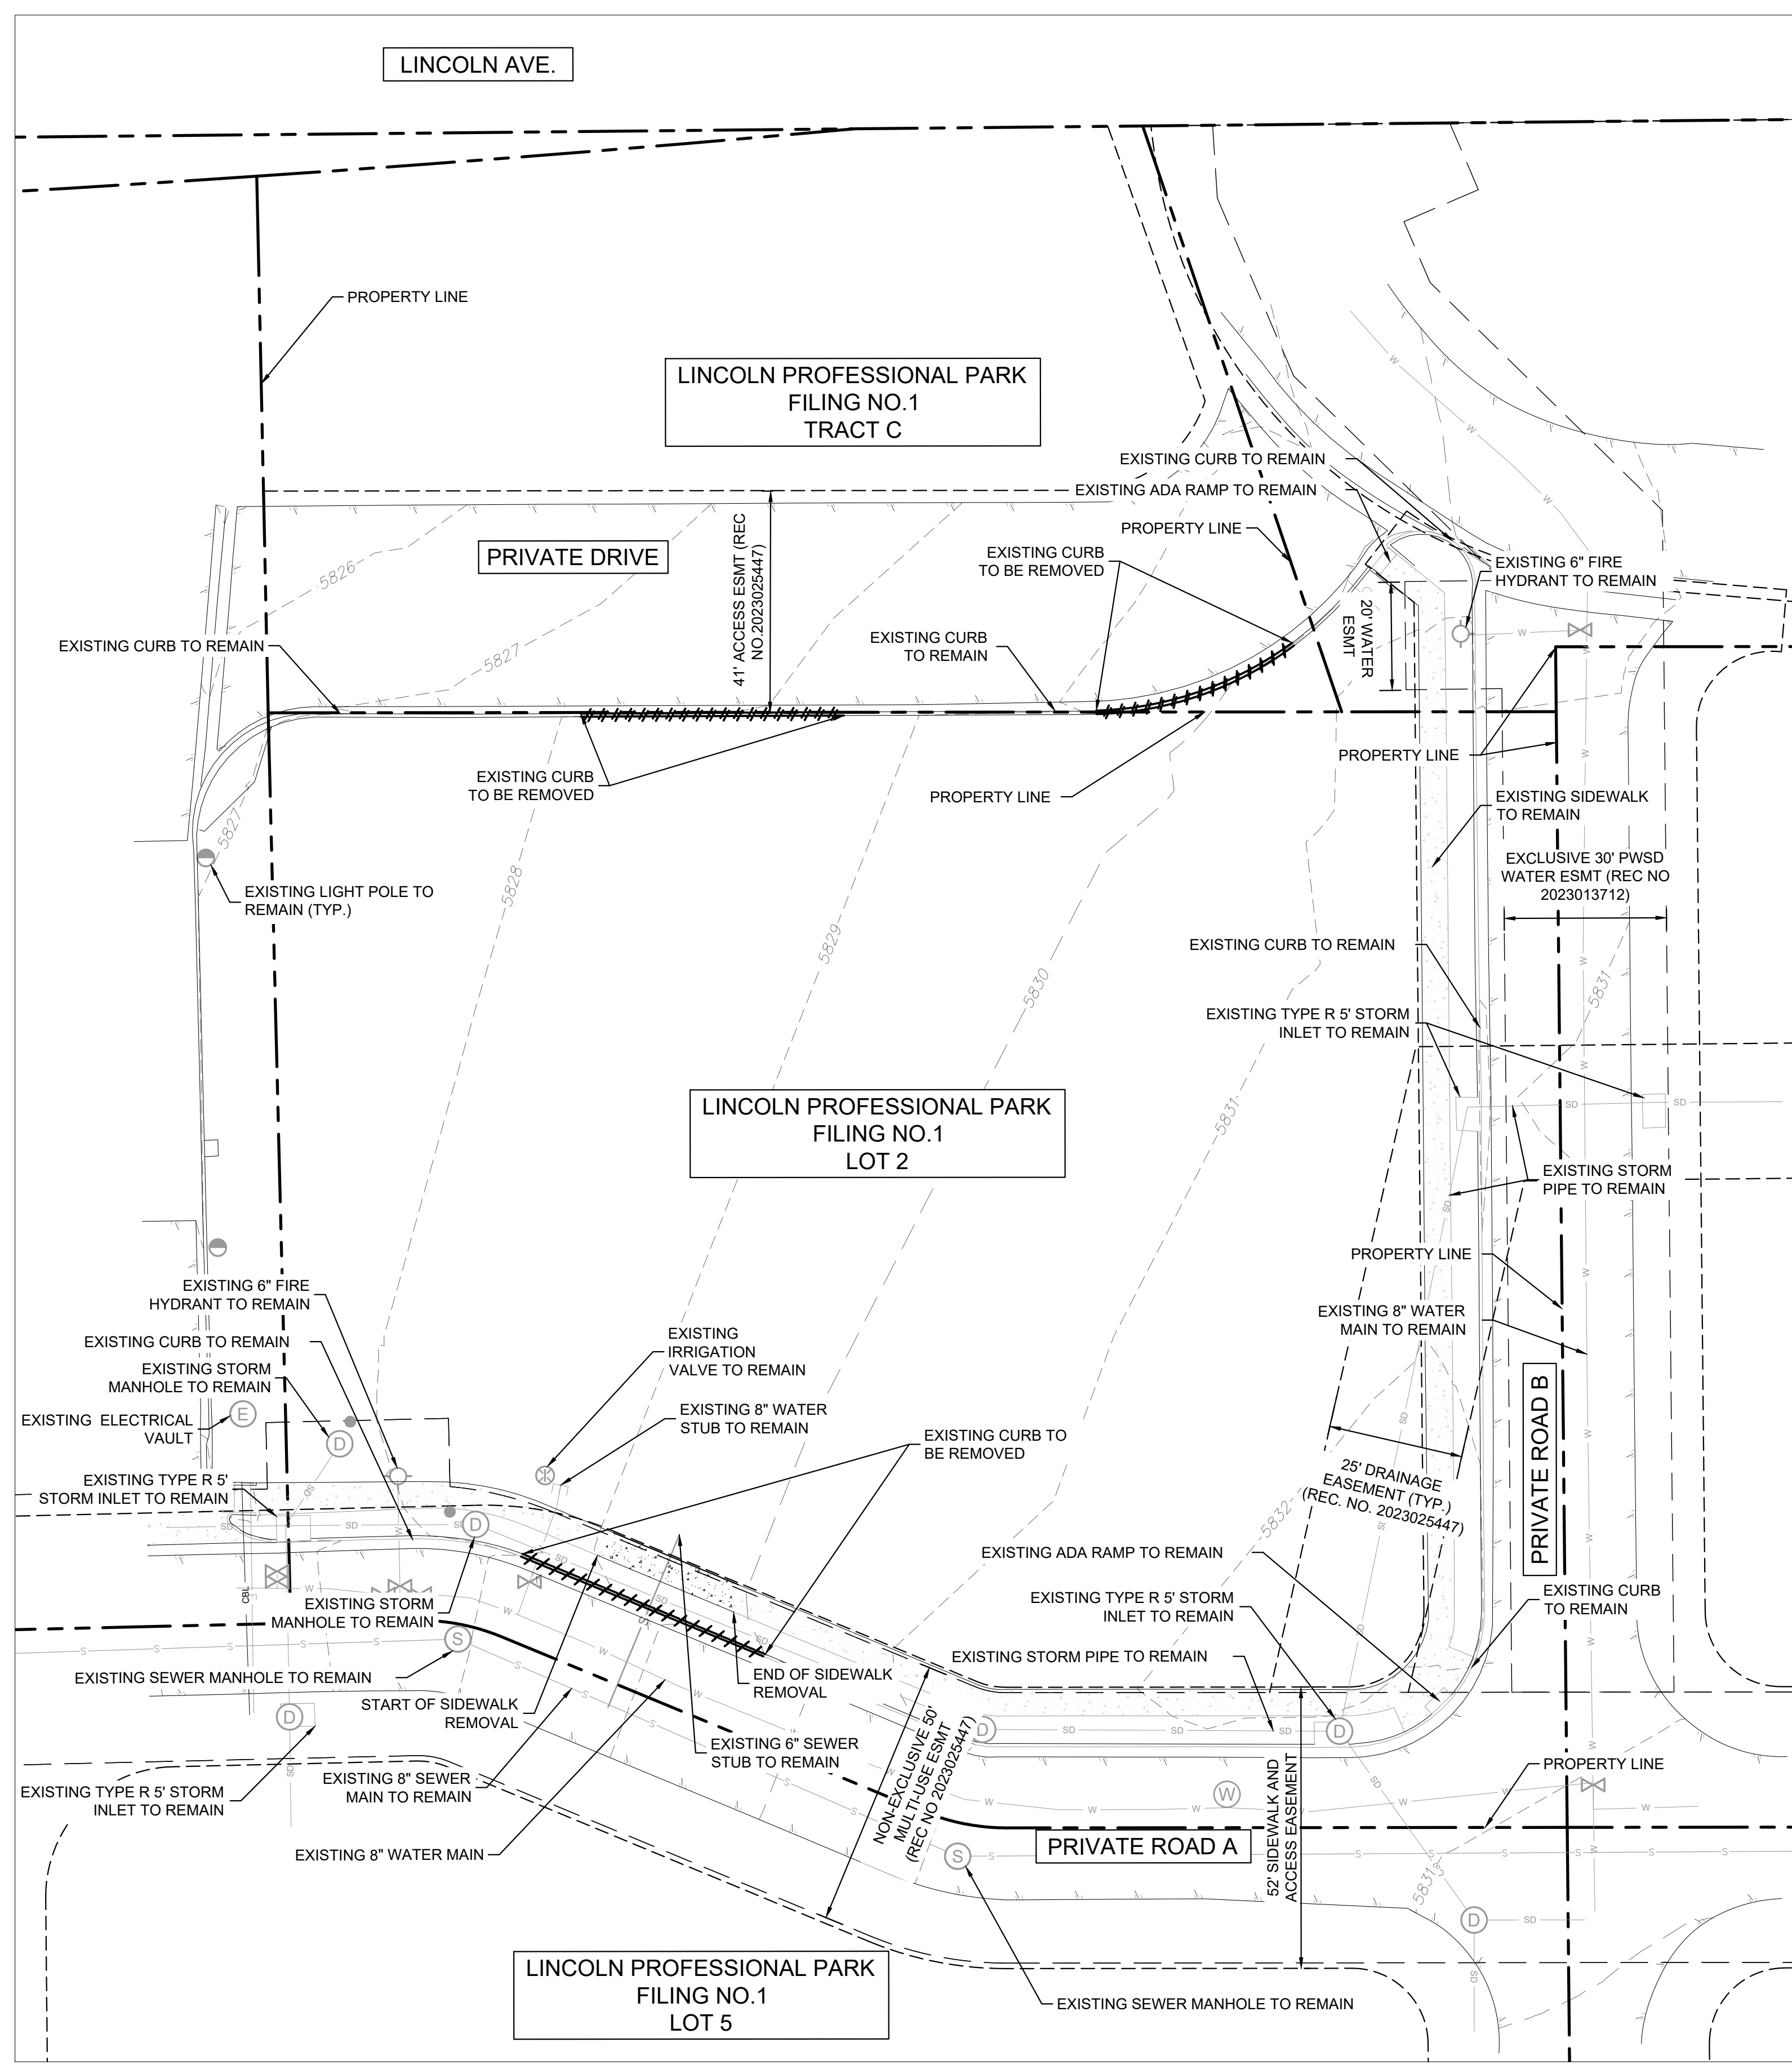 LINCOLN AVE.
PROPERTY LINE
LINCOLN PROFESSIONAL PARK
FILING NO.1
TRACT C
EXISTING CURB TO REMAIN
EXISTING ADA RAMP TO REMAIN
PROPERTY LINE
PRIVATE DRIVE
41' ACCESS ESMT (REC
NO.2023025447)
EXISTING CURB
TO BE REMOVED
EXISTING 6" FIRE
HYDRANT TO REMAIN
20' WATER
ESMT
5826
5827
EXISTING CURB TO REMAIN
EXISTING CURB
TO REMAIN
EXISTING CURB
TO BE REMOVED
PROPERTY LINE
PROPERTY LINE
EXISTING SIDEWALK
TO REMAIN
EXCLUSIVE 30' PWSD
WATER ESMT (REC NO
2023013712)
5827
EXISTING LIGHT POLE TO
REMAIN (TYP.)
5828
5829
5830
5831
5831
EXISTING CURB TO REMAIN
EXISTING TYPE R 5' STORM
INLET TO REMAIN
LINCOLN PROFESSIONAL PARK
FILING NO.1
LOT 2
EXISTING STORM
PIPE TO REMAIN
PROPERTY LINE
EXISTING 8" WATER
MAIN TO REMAIN
PRIVATE ROAD B
EXISTING 6" FIRE
HYDRANT TO REMAIN
EXISTING CURB TO REMAIN
EXISTING STORM
MANHOLE TO REMAIN
EXISTING ELECTRICAL
VAULT
EXISTING TYPE R 5'
STORM INLET TO REMAIN
EXISTING
IRRIGATION
VALVE TO REMAIN
EXISTING 8" WATER
STUB TO REMAIN
EXISTING CURB TO
BE REMOVED
25' DRAINAGE
EASEMENT (TYP.)
(REC. NO. 2023025447)
5832
EXISTING ADA RAMP TO REMAIN
EXISTING TYPE R 5' STORM
INLET TO REMAIN
EXISTING STORM PIPE TO REMAIN
EXISTING CURB
TO REMAIN
CBL
EXISTING STORM
MANHOLE TO REMAIN
EXISTING SEWER MANHOLE TO REMAIN
START OF SIDEWALK
REMOVAL
END OF SIDEWALK
REMOVAL
EXISTING 6" SEWER
STUB TO REMAIN
EXISTING TYPE R 5' STORM
INLET TO REMAIN
EXISTING 8" SEWER
MAIN TO REMAIN
EXISTING 8" WATER MAIN
NON-EXCLUSIVE 50'
MULTI-USE ESMT
(REC NO 2023025447)
PRIVATE ROAD A
52' SIDEWALK AND
ACCESS EASEMENT
PROPERTY LINE
5831
LINCOLN PROFESSIONAL PARK
FILING NO.1
LOT 5
EXISTING SEWER MANHOLE TO REMAIN
E
D
D
D
D
D
D
S
S
W
W
SD
S